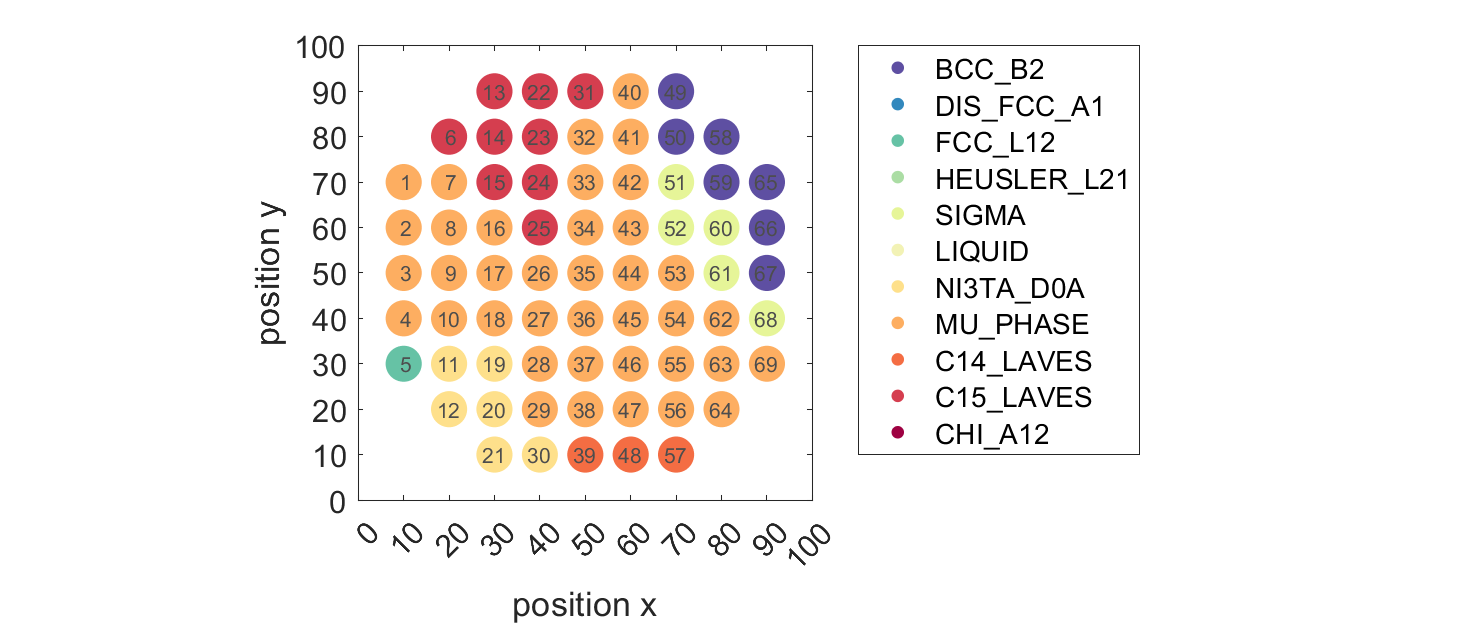 100
90 13 22 31 40 49
80 6 14 23 32 41 50 58
70 1 7 15 24 33 42 51 59 65
60 2 8 16 25 34 43 52 60 66
50 3 9 17 26 35 44 53 61 67
40 4 10 18 27 36 45 54 62 68
30 5 11 19 28 37 46 55 63 69
20 12 20 29 38 47 56 64
10 21 30 39 48 57
0
position y
0 10 20 30 40 50 60 70 80 90 100
position x
BCC_B2
DIS_FCC_A1
FCC_L12
HEUSLER_L21
SIGMA
LIQUID
NI3TA_D0A
MU_PHASE
C14_LAVES
C15_LAVES
CHI_A12